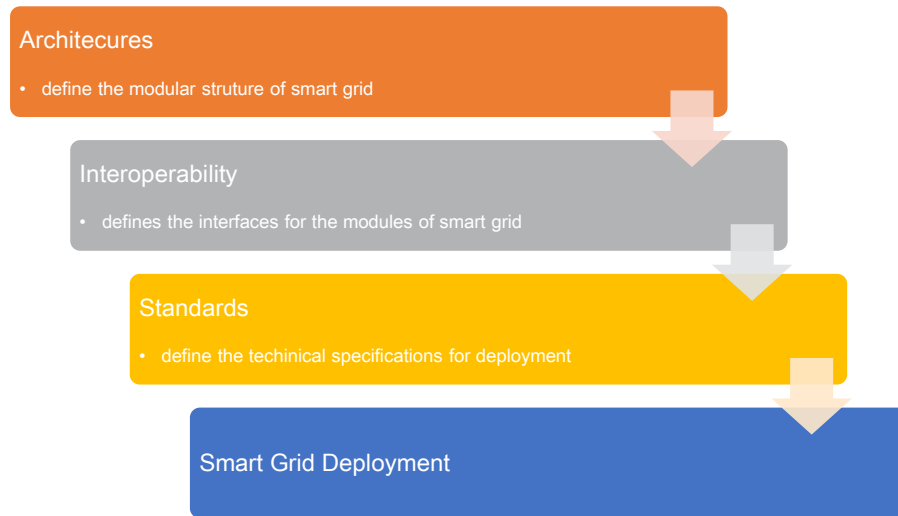 Architecures
• define the modular struture of smart grid
Interoperability
• defines the interfaces for the modules of smart grid
Standards
• define the techinical specifications for deployment
Smart Grid Deployment